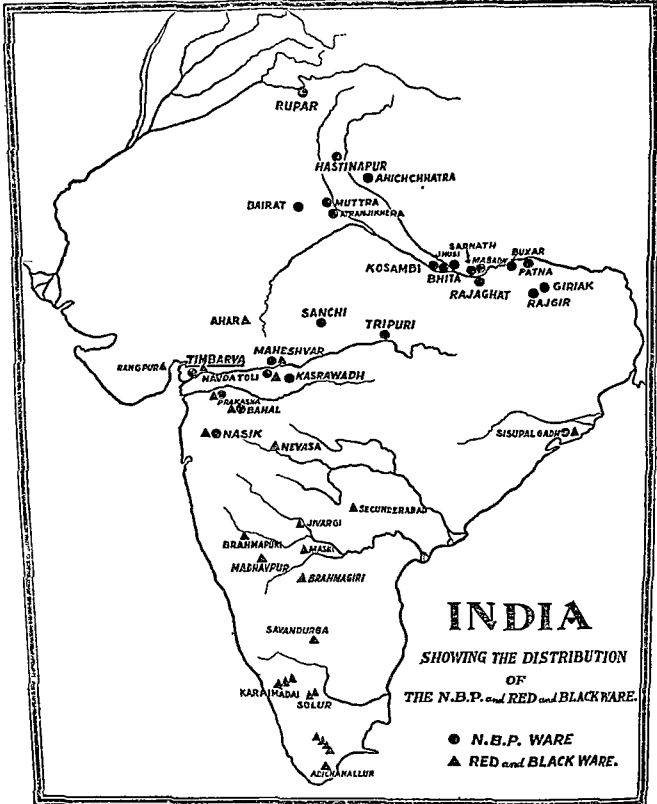 RUPAR
HASTINAPUR
AHICHCHHATRA
BAIRAT
MUTTRA
ATRANJIKHERA
SARNATH
BUXAR
JHUSI
MASAON
KOSAMBI
BHITA
PATNA
RAJAGHAT
GIRIAK
RAJGIR
AHAR
SANCHI
TRIPURI
MAHESHVAR
TIMBARVA
RANGPUR
NAVDATOLI
KASRAWADH
PRAKASHA
BAHAL
NASIK
NEVASA
SISUPALGADH
SECUNDERABAD
JIVARGI
BRAHMAPURI
MASKI
MADHAVPUR
BRAHMAGIRI
SAVANDURGA
KARAIMADAI
SOLUR
ADICHANALLUR
INDIA
SHOWING THE DISTRIBUTION
OF
THE N.B.P. and RED and BLACK WARE.
N.B.P. WARE
RED and BLACK WARE.